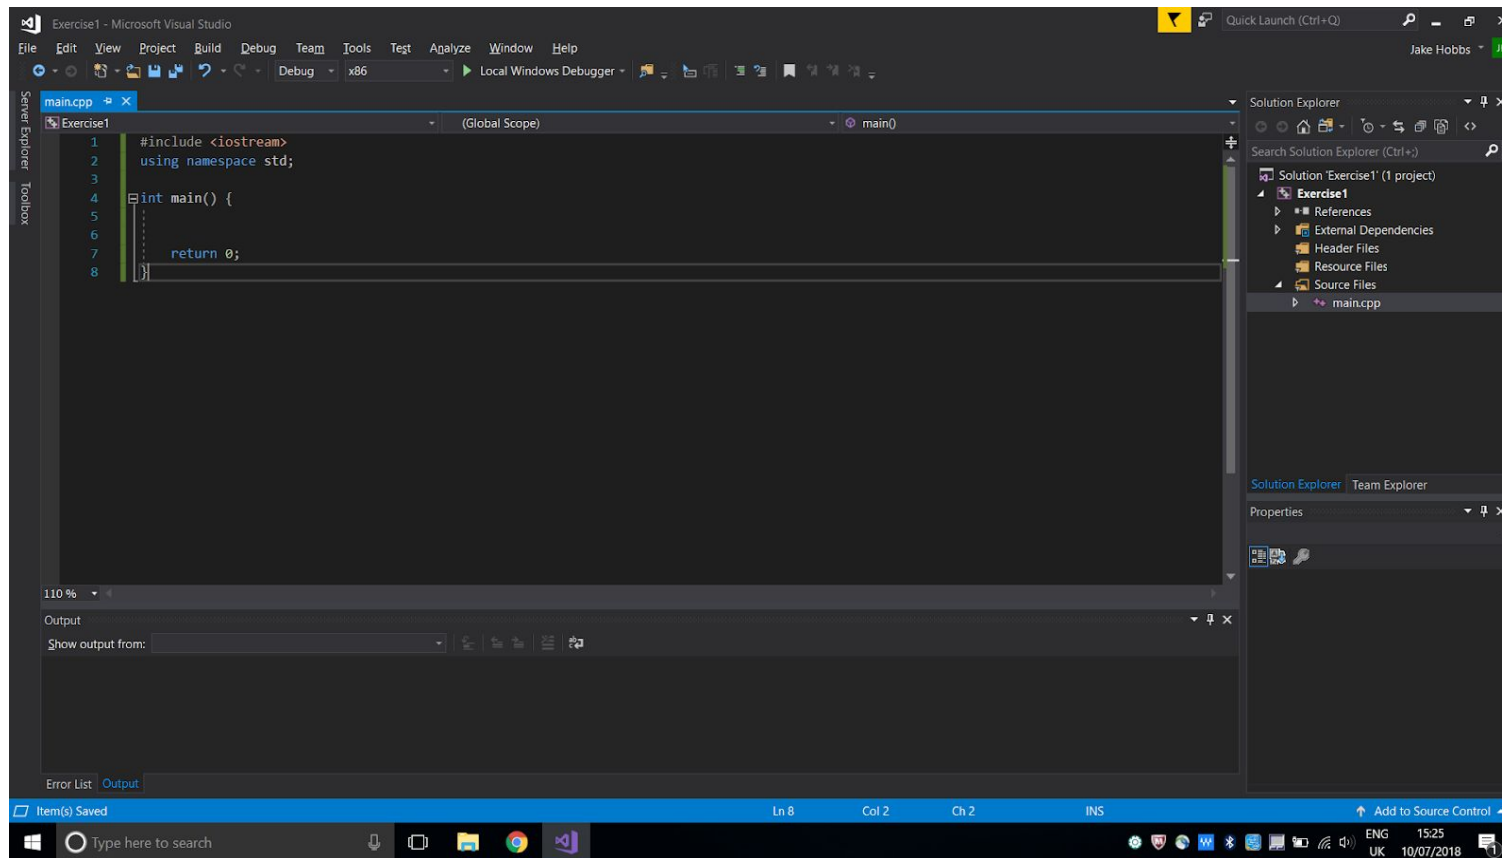 Exercise1 - Microsoft Visual Studio
Quick Launch (Ctrl+Q)
File Edit View Project Build Debug Team Tools Test Analyze Window Help
Jake Hobbs
Debug x86 Local Windows Debugger
Server Explorer
Toolbox
main.cpp
Exercise1 (Global Scope) main()
1 #include <iostream>
2 using namespace std;
3
4 int main() {
5
6
7 return 0;
8 }
110 %
Output
Show output from:
Error List Output
Solution Explorer
Search Solution Explorer (Ctrl+;)
Solution 'Exercise1' (1 project)
Exercise1
References
External Dependencies
Header Files
Resource Files
Source Files
main.cpp
Solution Explorer Team Explorer
Properties
Item(s) Saved Ln 8 Col 2 Ch 2 INS Add to Source Control
Type here to search
ENG 15:25
UK 10/07/2018